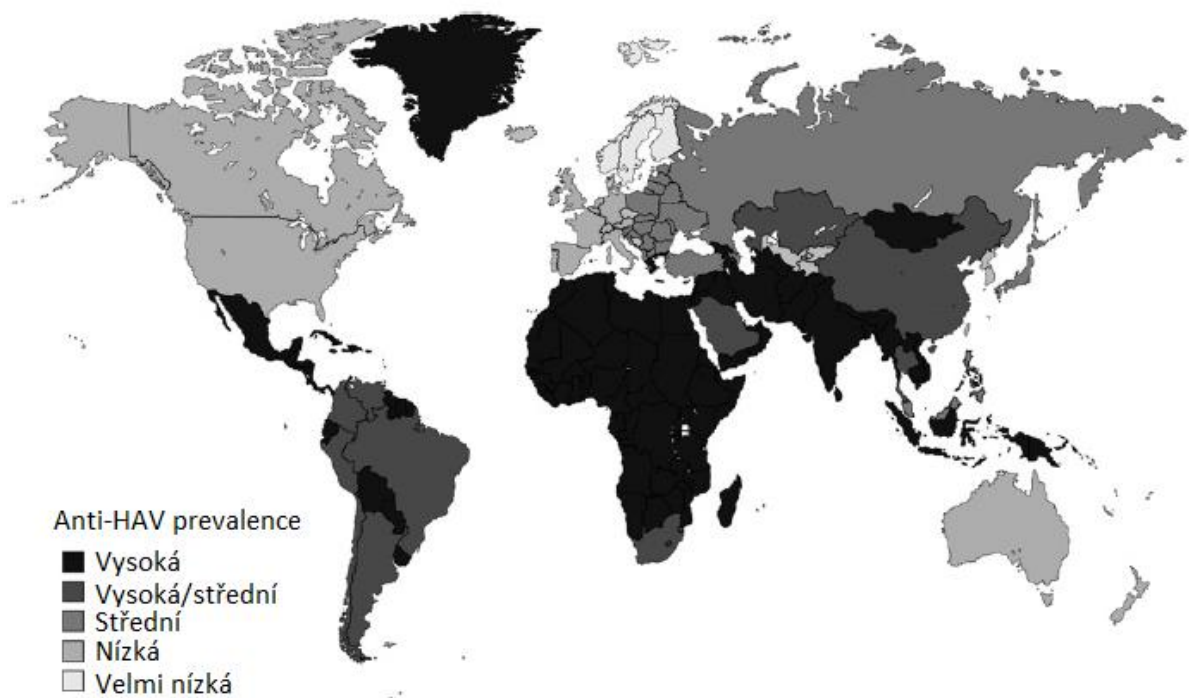 Anti-HAV prevalence
Vysoká
Vysoká/střední
Střední
Nízká
Velmi nízká